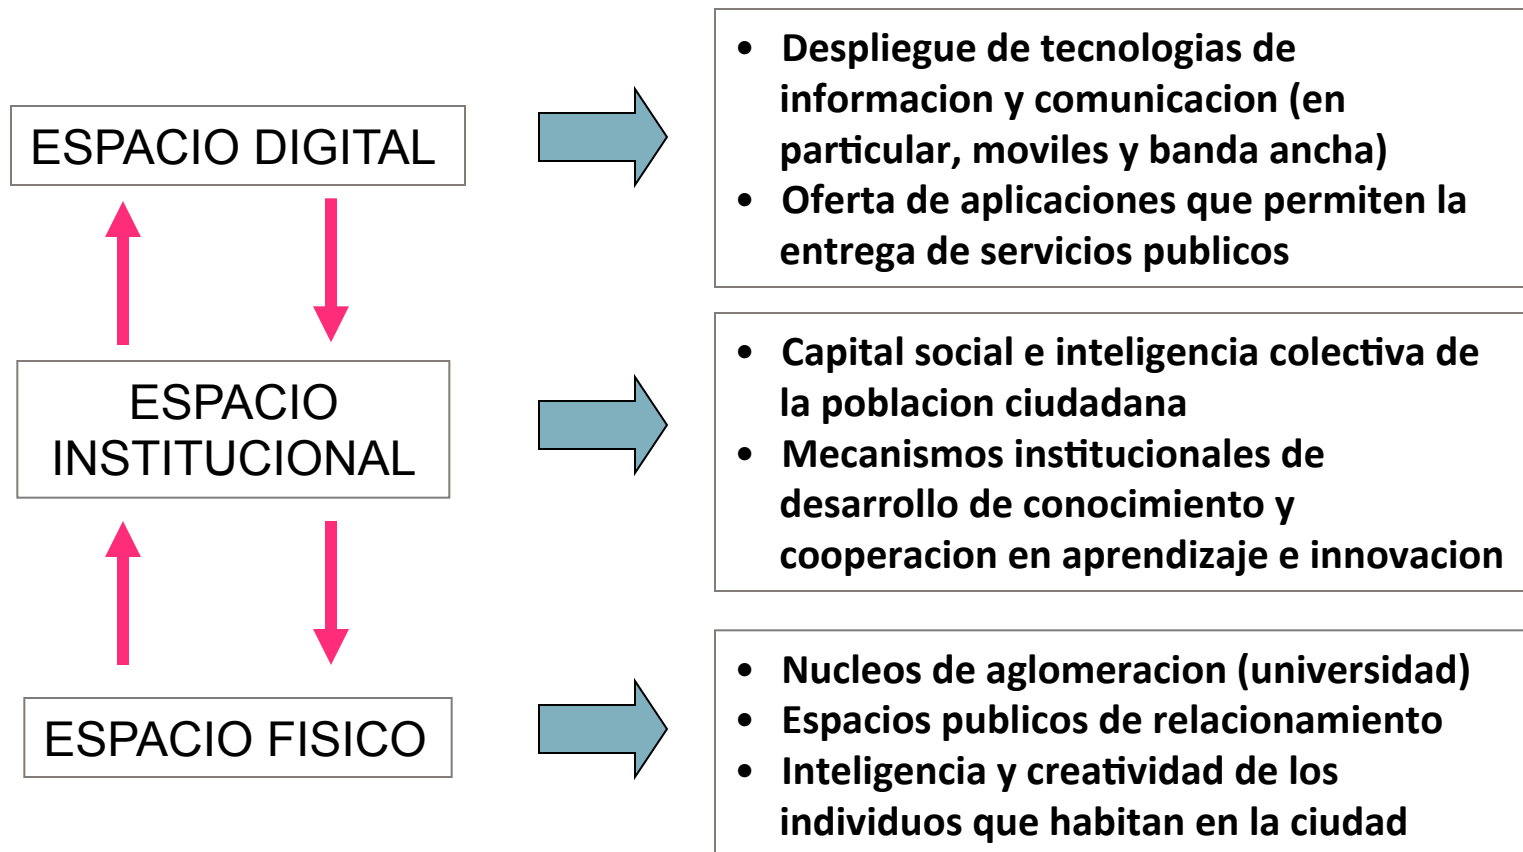 ESPACIO DIGITAL
• Despliegue de tecnologias de
informacion y comunicacion (en
particular, moviles y banda ancha)
• Oferta de aplicaciones que permiten la
entrega de servicios publicos
ESPACIO
INSTITUCIONAL
• Capital social e inteligencia colectiva de
la poblacion ciudadana
• Mecanismos institucionales de
desarrollo de conocimiento y
cooperacion en aprendizaje e innovacion
ESPACIO FISICO
• Nucleos de aglomeracion (universidad)
• Espacios publicos de relacionamiento
• Inteligencia y creatividad de los
individuos que habitan en la ciudad